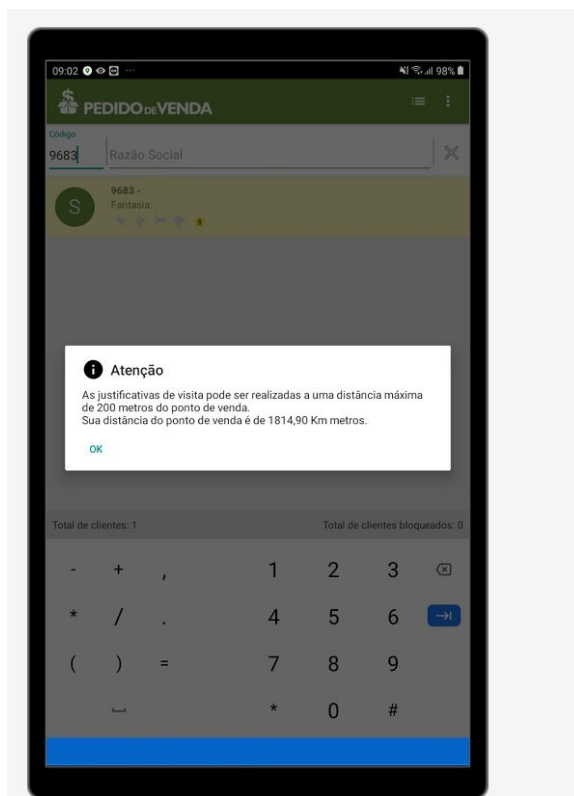 09:02 ... 98%
PEDIDO DE VENDA
Código
9683 Razão Social
S
9683 -
Fantasia:
$
Atenção
As justificativas de visita pode ser realizadas a uma distância máxima
de 200 metros do ponto de venda.
Sua distância do ponto de venda é de 1814,90 Km metros.
OK
Total de clientes: 1 Total de clientes bloqueados: 0
- + , 1 2 3
* / . 4 5 6
( ) = 7 8 9
* 0 #